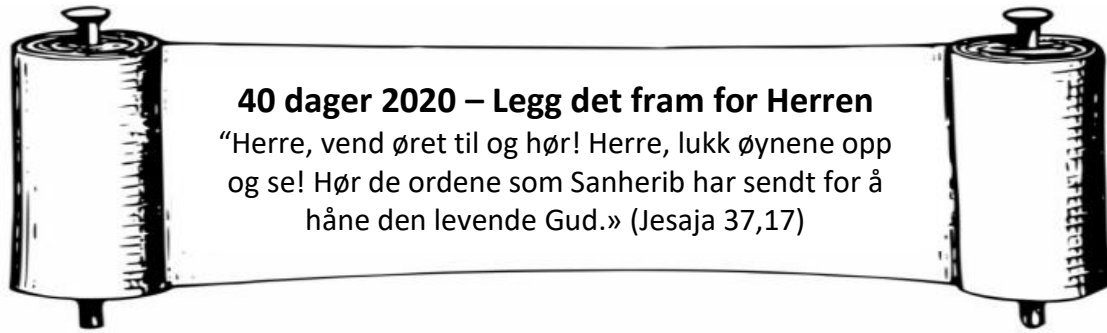 40 dager 2020 – Legg det fram for Herren
“Herre, vend øret til og hør! Herre, lukk øynene opp
og se! Hør de ordene som Sanherib har sendt for å
håne den levende Gud.» (Jesaja 37,17)